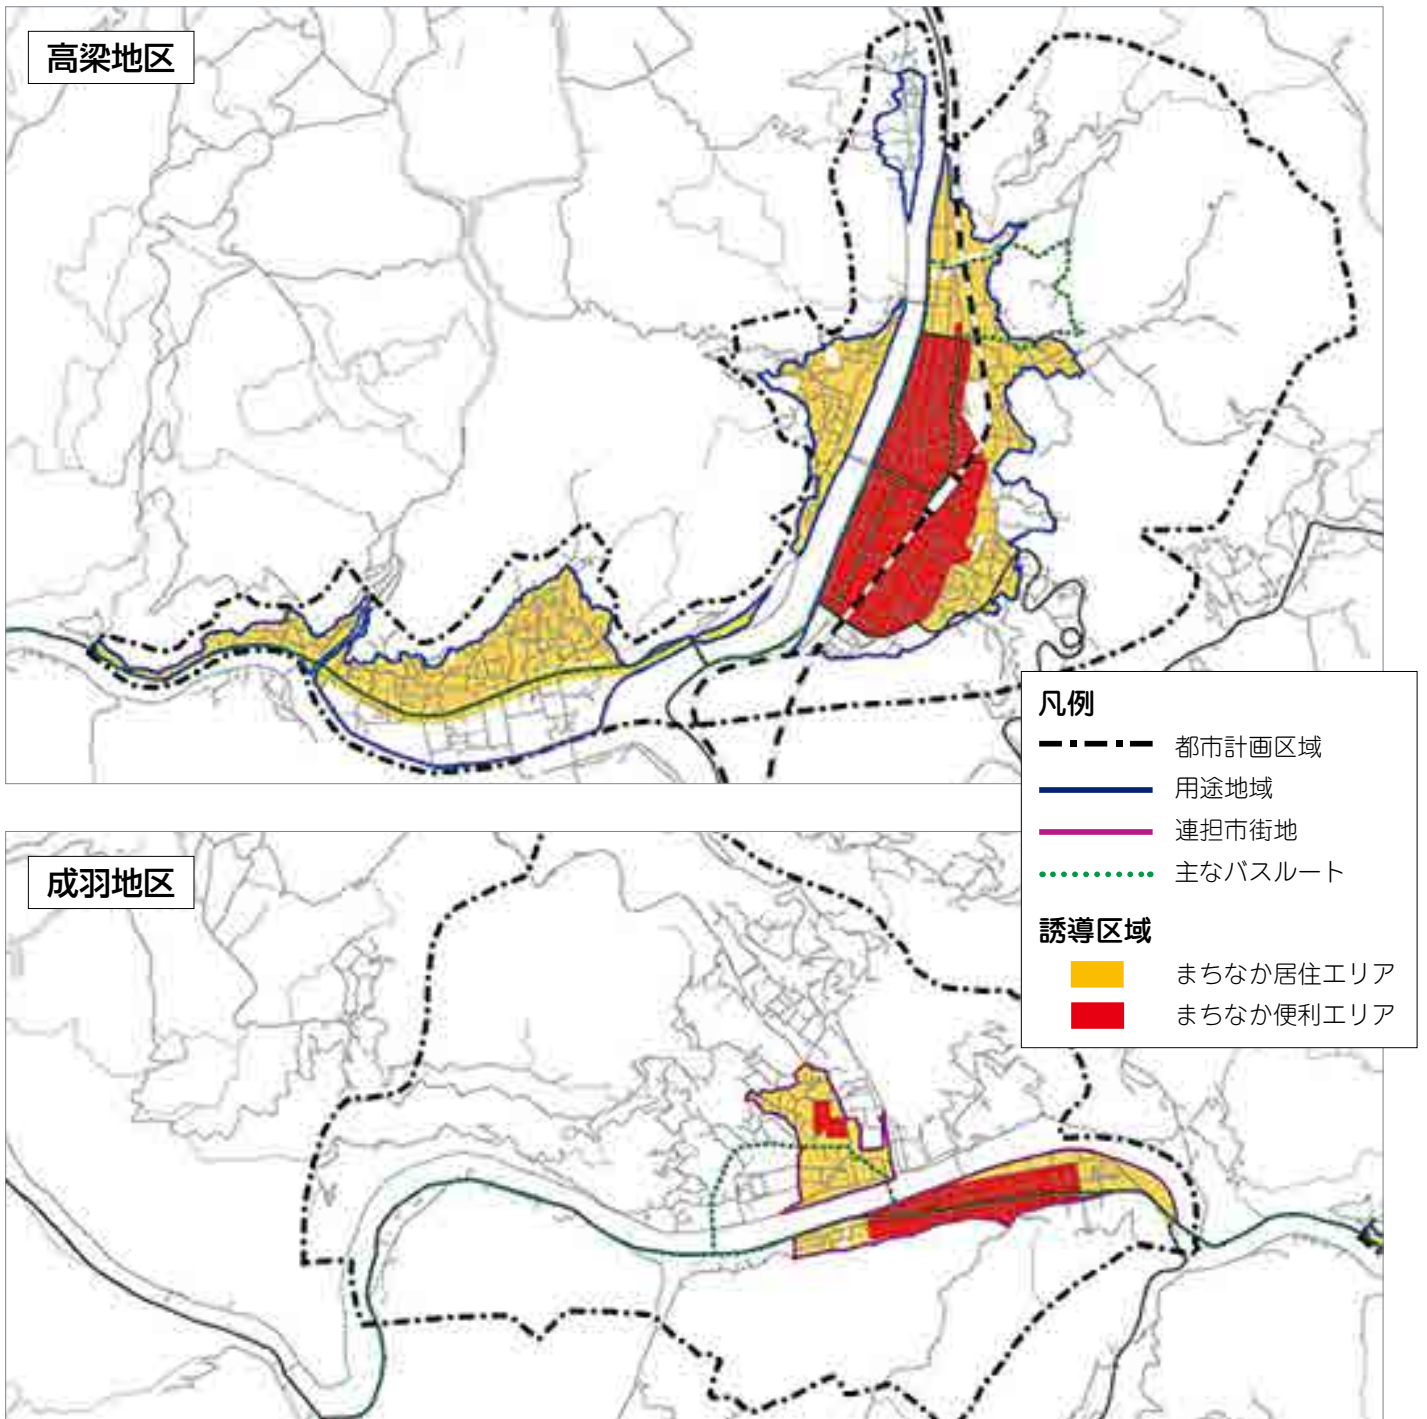 高梁地区
凡例
都市計画区域
用途地域
連担市街地
主なバスルート
誘導区域
まちなか居住エリア
まちなか便利エリア
成羽地区